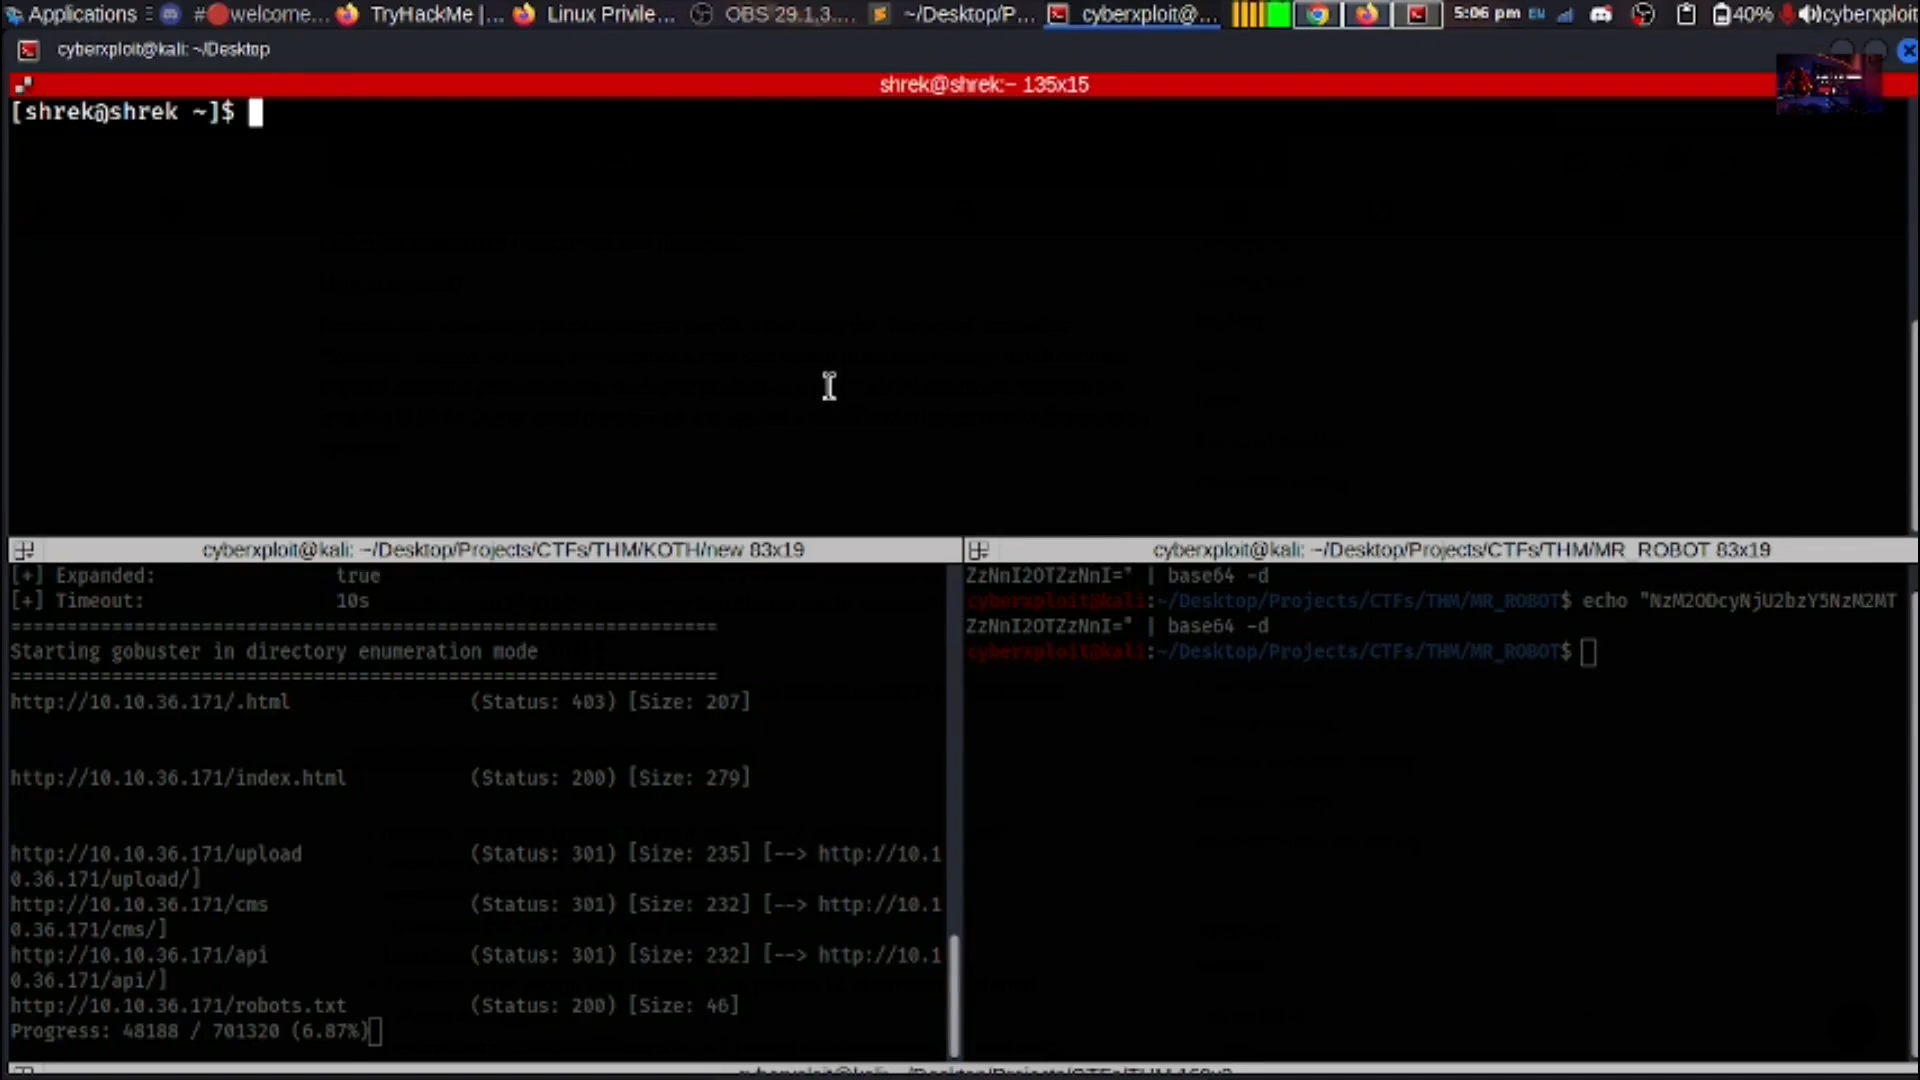 Applications #welcome... TryHackMe |... Linux Privile... OBS 29.1.3.... ~/Desktop/P... cyberxploit@... 5:06 pm EN 40% cyberxploit
cyberxploit@kali: ~/Desktop
shrek@shrek:~ 135x15
[shrek@shrek ~]$
cyberxploit@kali: ~/Desktop/Projects/CTFs/THM/KOTH/new 83x19
[+] Expanded: true
[+] Timeout: 10s
===============================================================
Starting gobuster in directory enumeration mode
===============================================================
http://10.10.36.171/.html (Status: 403) [Size: 207]
http://10.10.36.171/index.html (Status: 200) [Size: 279]
http://10.10.36.171/upload (Status: 301) [Size: 235] [--> http://10.1
0.36.171/upload/]
http://10.10.36.171/cms (Status: 301) [Size: 232] [--> http://10.1
0.36.171/cms/]
http://10.10.36.171/api (Status: 301) [Size: 232] [--> http://10.1
0.36.171/api/]
http://10.10.36.171/robots.txt (Status: 200) [Size: 46]
Progress: 48188 / 701320 (6.87%)
cyberxploit@kali: ~/Desktop/Projects/CTFs/THM/MR_ROBOT 83x19
ZzNnI2OTZzNnI=" | base64 -d
cyberxploit@kali:~/Desktop/Projects/CTFs/THM/MR_ROBOT$ echo "NzM2ODcyNjU2bzY5NzM2MT
ZzNnI2OTZzNnI=" | base64 -d
cyberxploit@kali:~/Desktop/Projects/CTFs/THM/MR_ROBOT$